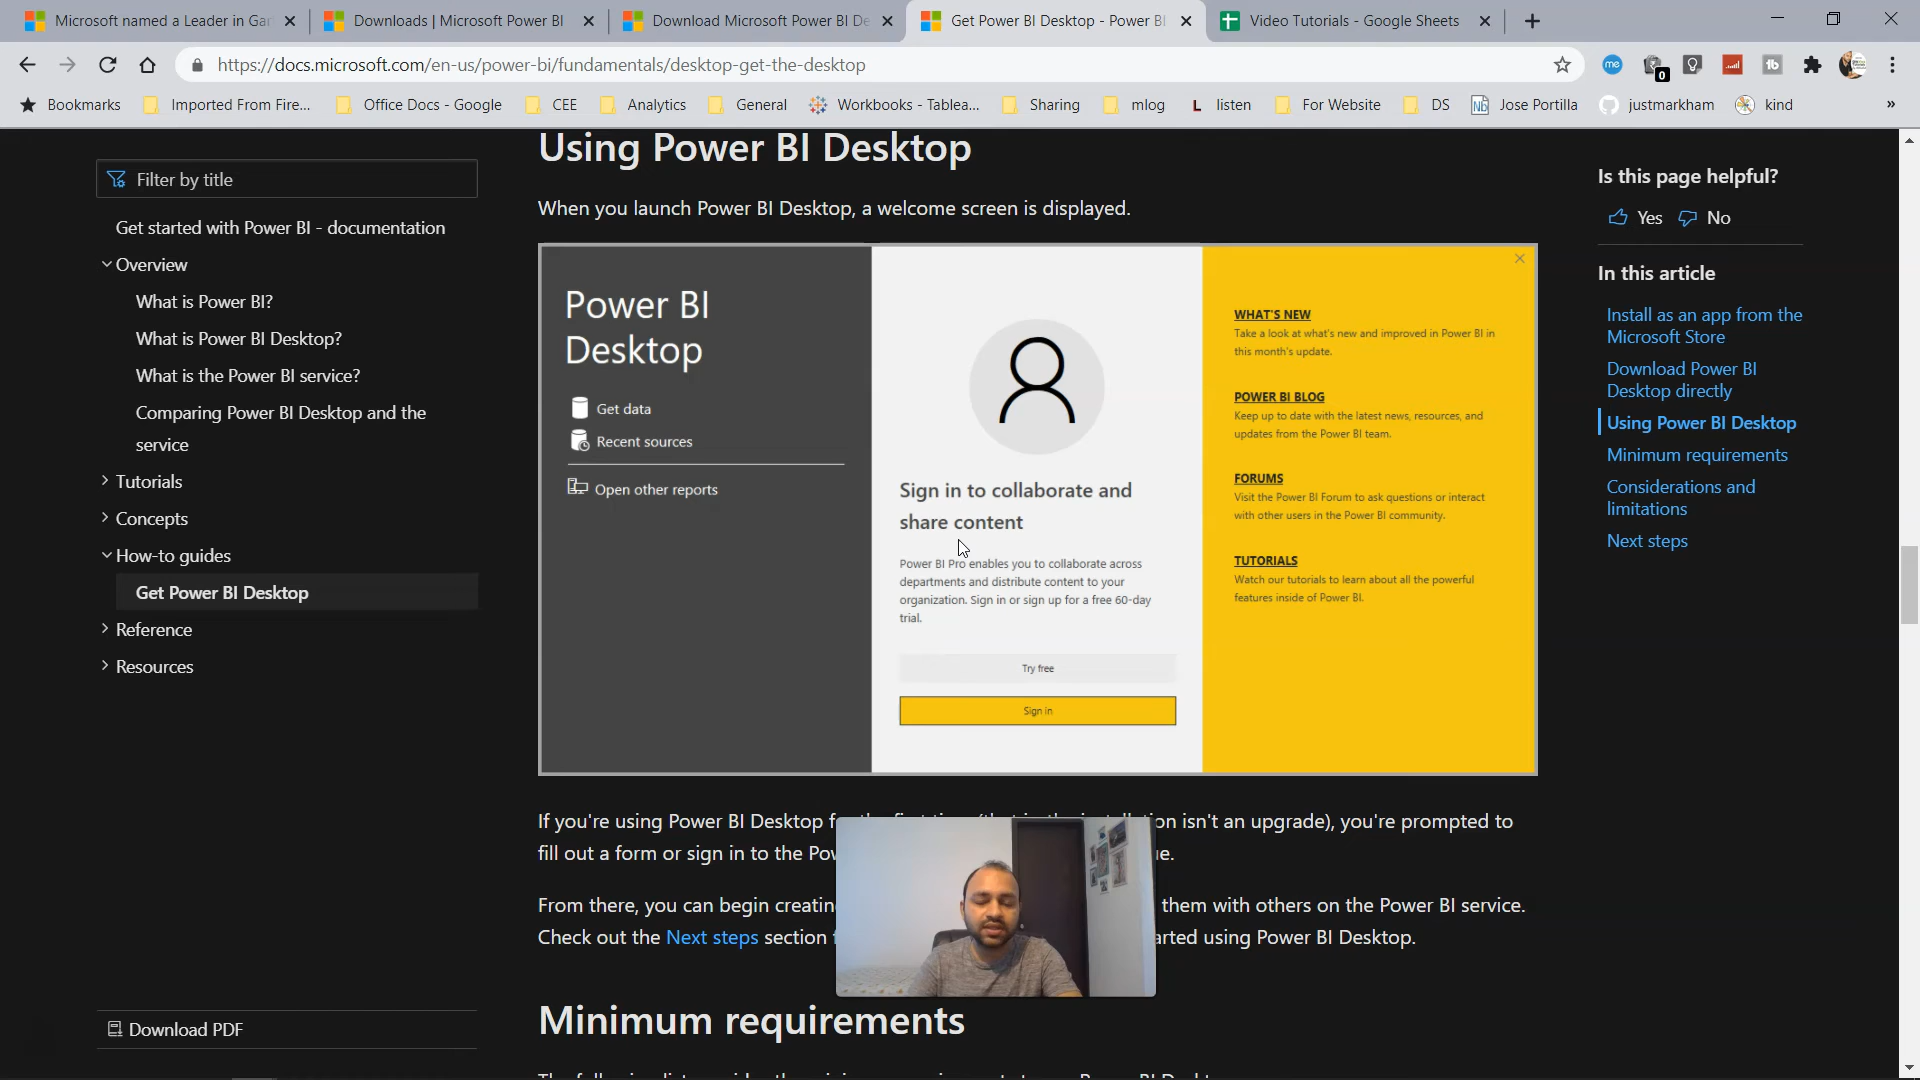 Microsoft named a Leader in Gar
Downloads | Microsoft Power BI
Download Microsoft Power BI De
Get Power BI Desktop - Power BI
Video Tutorials - Google Sheets
https://docs.microsoft.com/en-us/power-bi/fundamentals/desktop-get-the-desktop
me
0
tb
Bookmarks
Imported From Fire...
Office Docs - Google
CEE
Analytics
General
Workbooks - Tablea...
Sharing
mlog
L listen
For Website
DS
Nb Jose Portilla
justmarkham
kind
»
Filter by title
Get started with Power BI - documentation
Overview
What is Power BI?
What is Power BI Desktop?
What is the Power BI service?
Comparing Power BI Desktop and the
service
Tutorials
Concepts
How-to guides
Get Power BI Desktop
Reference
Resources
Download PDF
Using Power BI Desktop
When you launch Power BI Desktop, a welcome screen is displayed.
Power BI
Desktop
Get data
Recent sources
Open other reports
Sign in to collaborate and
share content
Power BI Pro enables you to collaborate across
departments and distribute content to your
organization. Sign in or sign up for a free 60-day
trial.
Try free
Sign in
WHAT'S NEW
Take a look at what's new and improved in Power BI in
this month's update.
POWER BI BLOG
Keep up to date with the latest news, resources, and
updates from the Power BI team.
FORUMS
Visit the Power BI Forum to ask questions or interact
with other users in the Power BI community.
TUTORIALS
Watch our tutorials to learn about all the powerful
features inside of Power BI.
If you're using Power BI Desktop isn't an upgrade), you're prompted to
fill out a form or sign in to the
From there, you can begin them with others on the Power BI service.
Check out the Next steps section using Power BI Desktop.
Minimum requirements
Is this page helpful?
Yes No
In this article
Install as an app from the
Microsoft Store
Download Power BI
Desktop directly
Using Power BI Desktop
Minimum requirements
Considerations and
limitations
Next steps